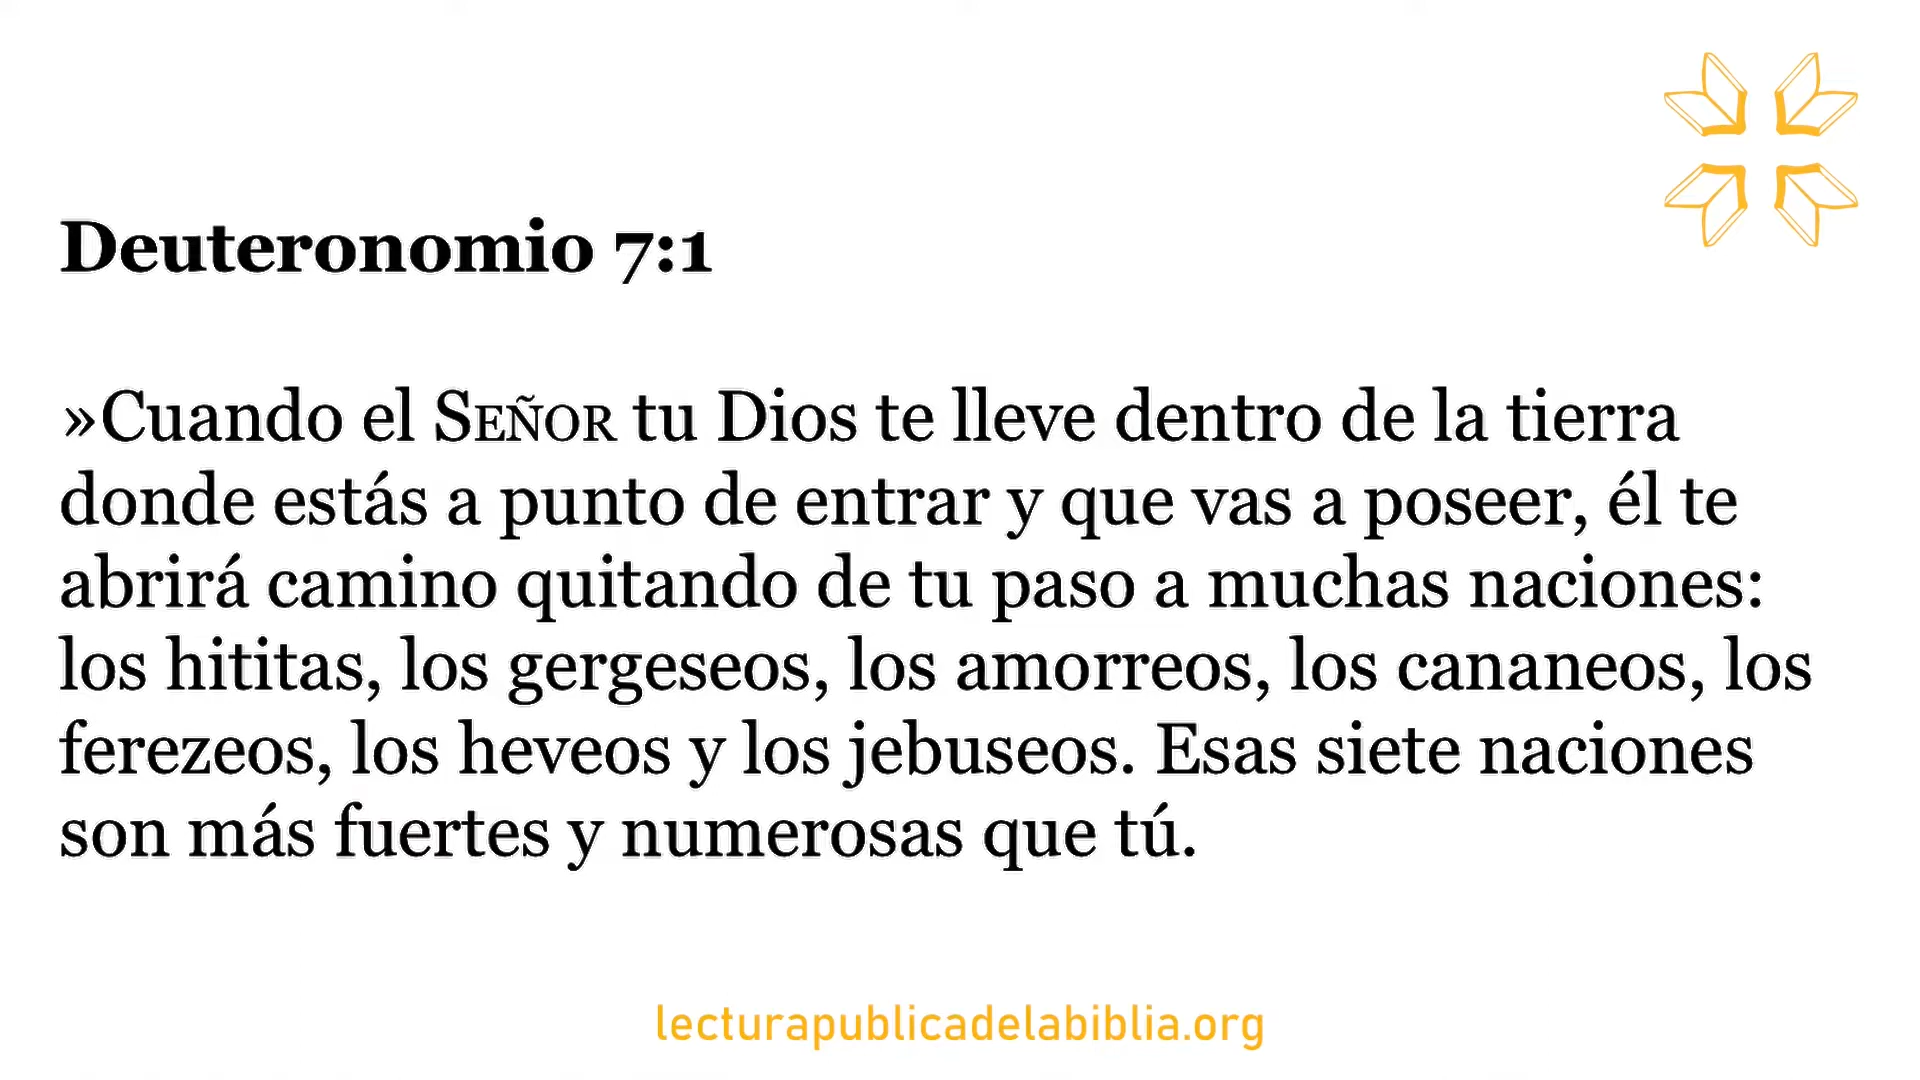 Deuteronomio 7:1
»Cuando el SEÑOR tu Dios te lleve dentro de la tierra
donde estás a punto de entrar y que vas a poseer, él te
abrirá camino quitando de tu paso a muchas naciones:
los hititas, los gergeseos, los amorreos, los cananeos, los
ferezeos, los heveos y los jebuseos. Esas siete naciones
son más fuertes y numerosas que tú.
lecturapublicadelabiblia.org